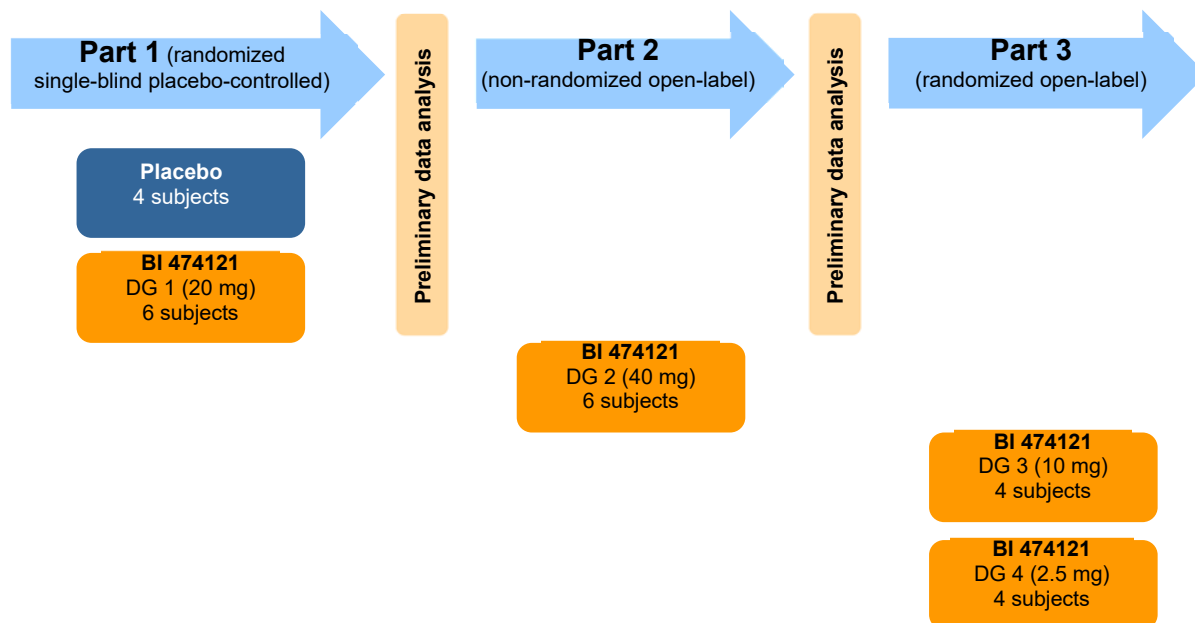 Part 1 (randomized
single-blind placebo-controlled)
Placebo
4 subjects
BI 474121
DG 1 (20 mg)
6 subjects
Preliminary data analysis
Part 2
(non-randomized open-label)
BI 474121
DG 2 (40 mg)
6 subjects
Preliminary data analysis
Part 3
(randomized open-label)
BI 474121
DG 3 (10 mg)
4 subjects
BI 474121
DG 4 (2.5 mg)
4 subjects